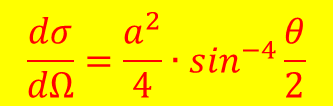 dσ/dΩ = a²/4 · sin⁻⁴ θ/2